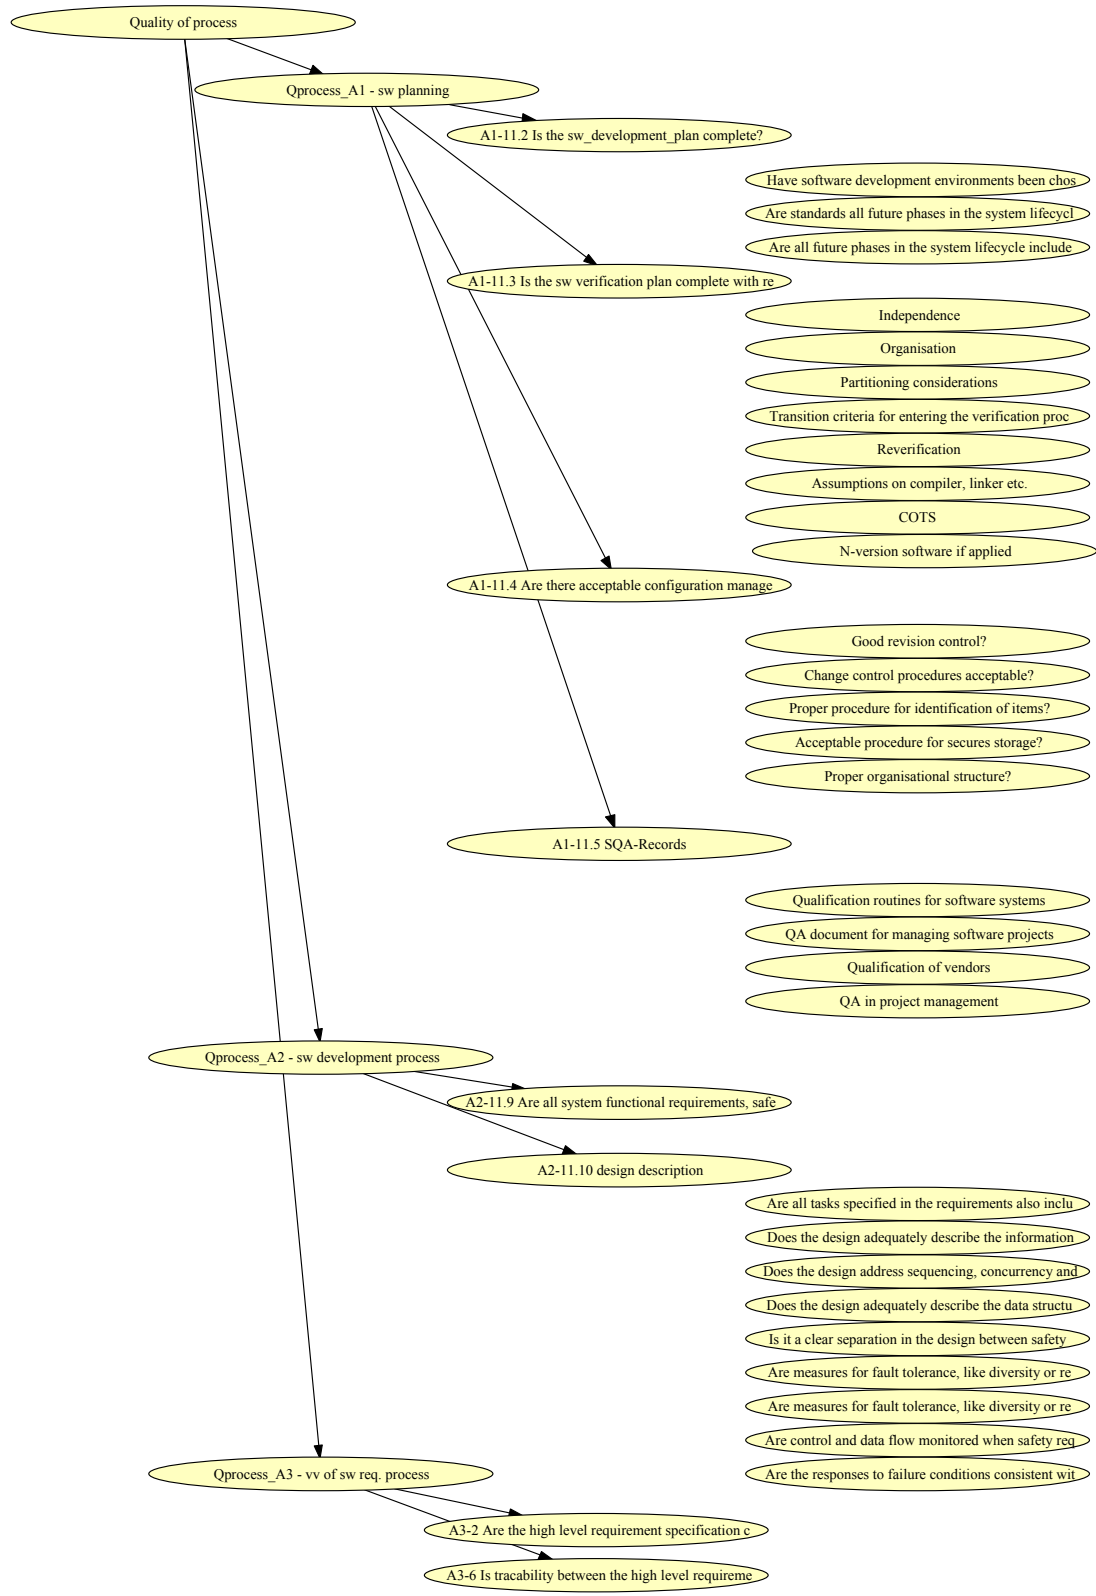 Quality of process
Qprocess_A1 - sw planning
A1-11.2 Is the sw_development_plan complete?
Have software development environments been chos
Are standards all future phases in the system lifecycl
Are all future phases in the system lifecycle include
A1-11.3 Is the sw verification plan complete with re
Independence
Organisation
Partitioning considerations
Transition criteria for entering the verification proc
Reverification
Assumptions on compiler, linker etc.
COTS
N-version software if applied
A1-11.4 Are there acceptable configuration manage
Good revision control?
Change control procedures acceptable?
Proper procedure for identification of items?
Acceptable procedure for secures storage?
Proper organisational structure?
A1-11.5 SQA-Records
Qualification routines for software systems
QA document for managing software projects
Qualification of vendors
QA in project management
Qprocess_A2 - sw development process
A2-11.9 Are all system functional requirements, safe
A2-11.10 design description
Are all tasks specified in the requirements also inclu
Does the design adequately describe the information
Does the design address sequencing, concurrency and
Does the design adequately describe the data structu
Is it a clear separation in the design between safety
Are measures for fault tolerance, like diversity or re
Are measures for fault tolerance, like diversity or re
Are control and data flow monitored when safety req
Are the responses to failure conditions consistent wit
Qprocess_A3 - vv of sw req. process
A3-2 Are the high level requirement specification c
A3-6 Is tracability between the high level requireme